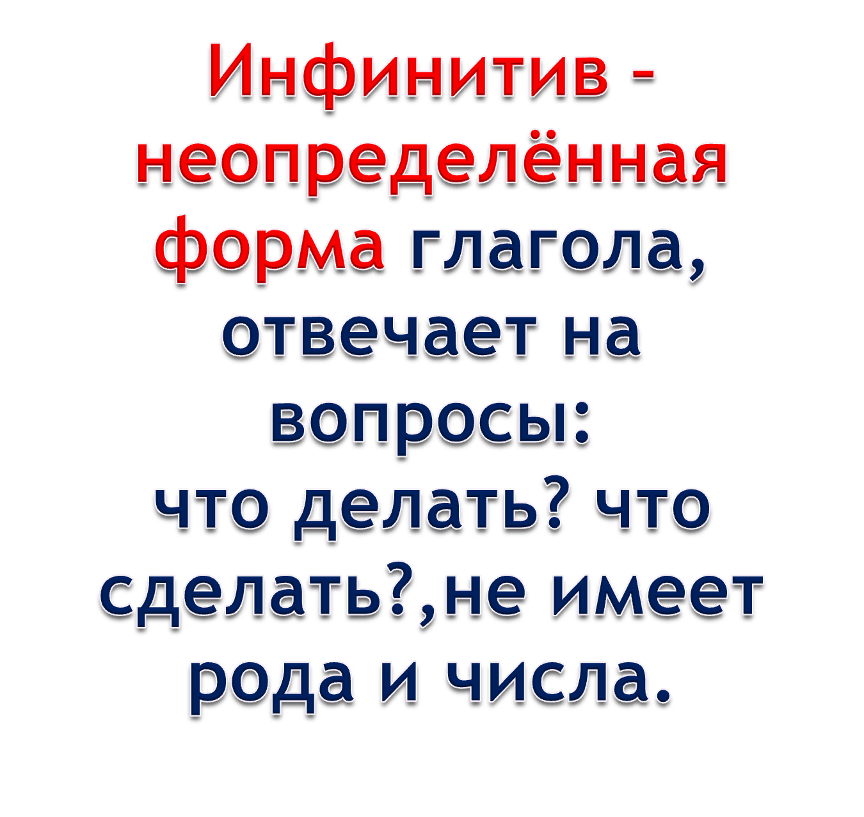 Инфинитив -
неопределённая
форма глагола,
отвечает на
вопросы:
что делать? что
сделать?,не имеет
рода и числа.